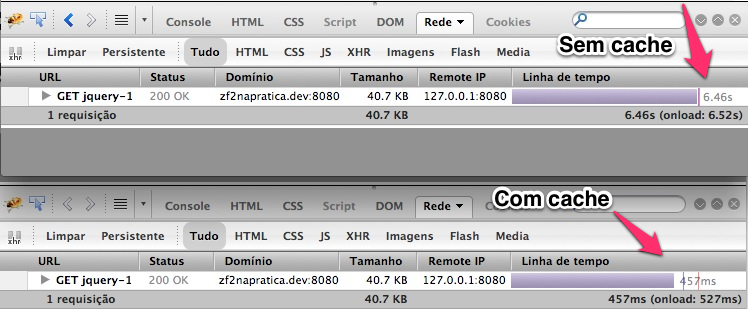 Console HTML CSS Script DOM Rede Cookies
Limpar Persistente Tudo HTML CSS JS XHR Imagens Flash Media
Sem cache
URL Status Domínio Tamanho Remote IP Linha de tempo
GET jquery-1 200 OK zf2napratica.dev:8080 40.7 KB 127.0.0.1:8080 6.46s
1 requisição 40.7 KB 6.46s (onload: 6.52s)
Console HTML CSS Script DOM Rede
Com cache
Limpar Persistente Tudo HTML CSS JS XHR Imagens Flash Media
URL Status Domínio Tamanho Remote IP Linha de tempo
GET jquery-1 200 OK zf2napratica.dev:8080 40.7 KB 127.0.0.1:8080 457ms
1 requisição 40.7 KB 457ms (onload: 527ms)